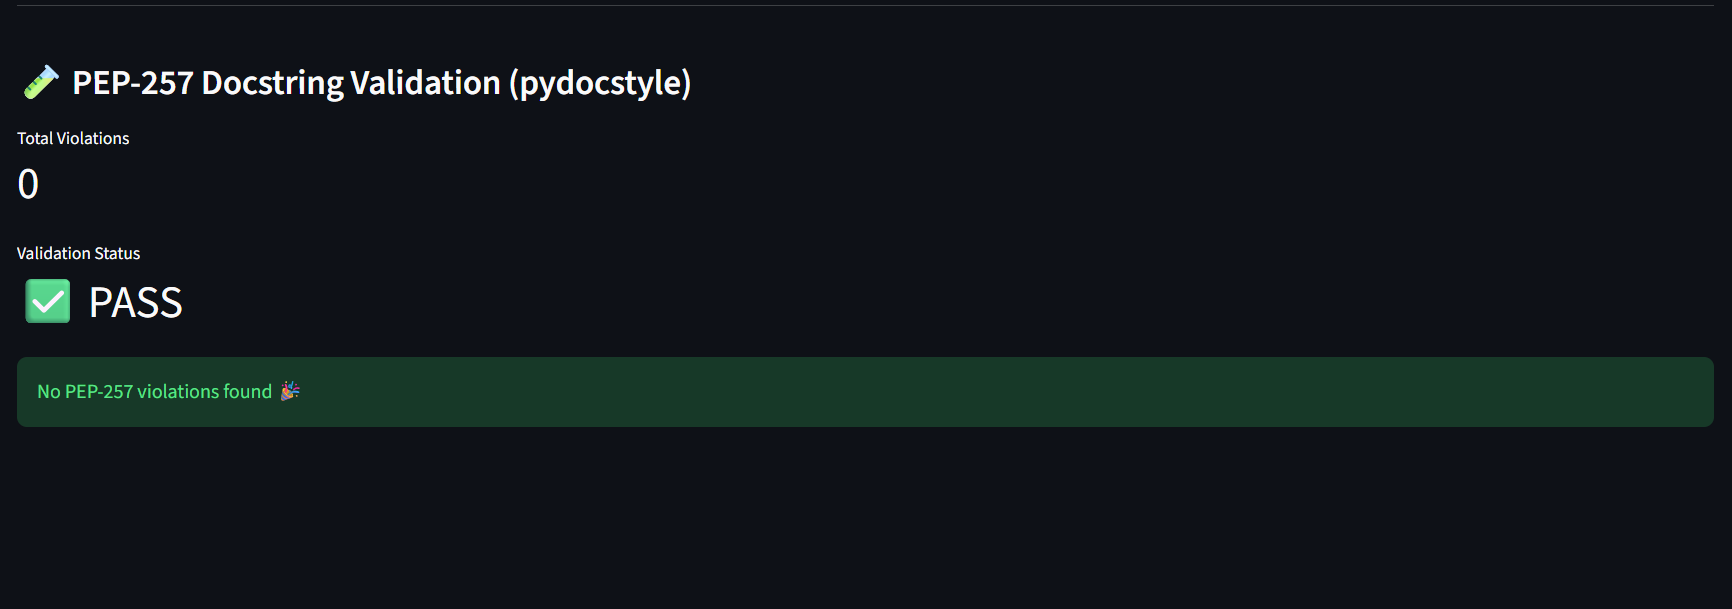 🧪 PEP-257 Docstring Validation (pydocstyle)
Total Violations
0
Validation Status
✅ PASS
No PEP-257 violations found 🎉